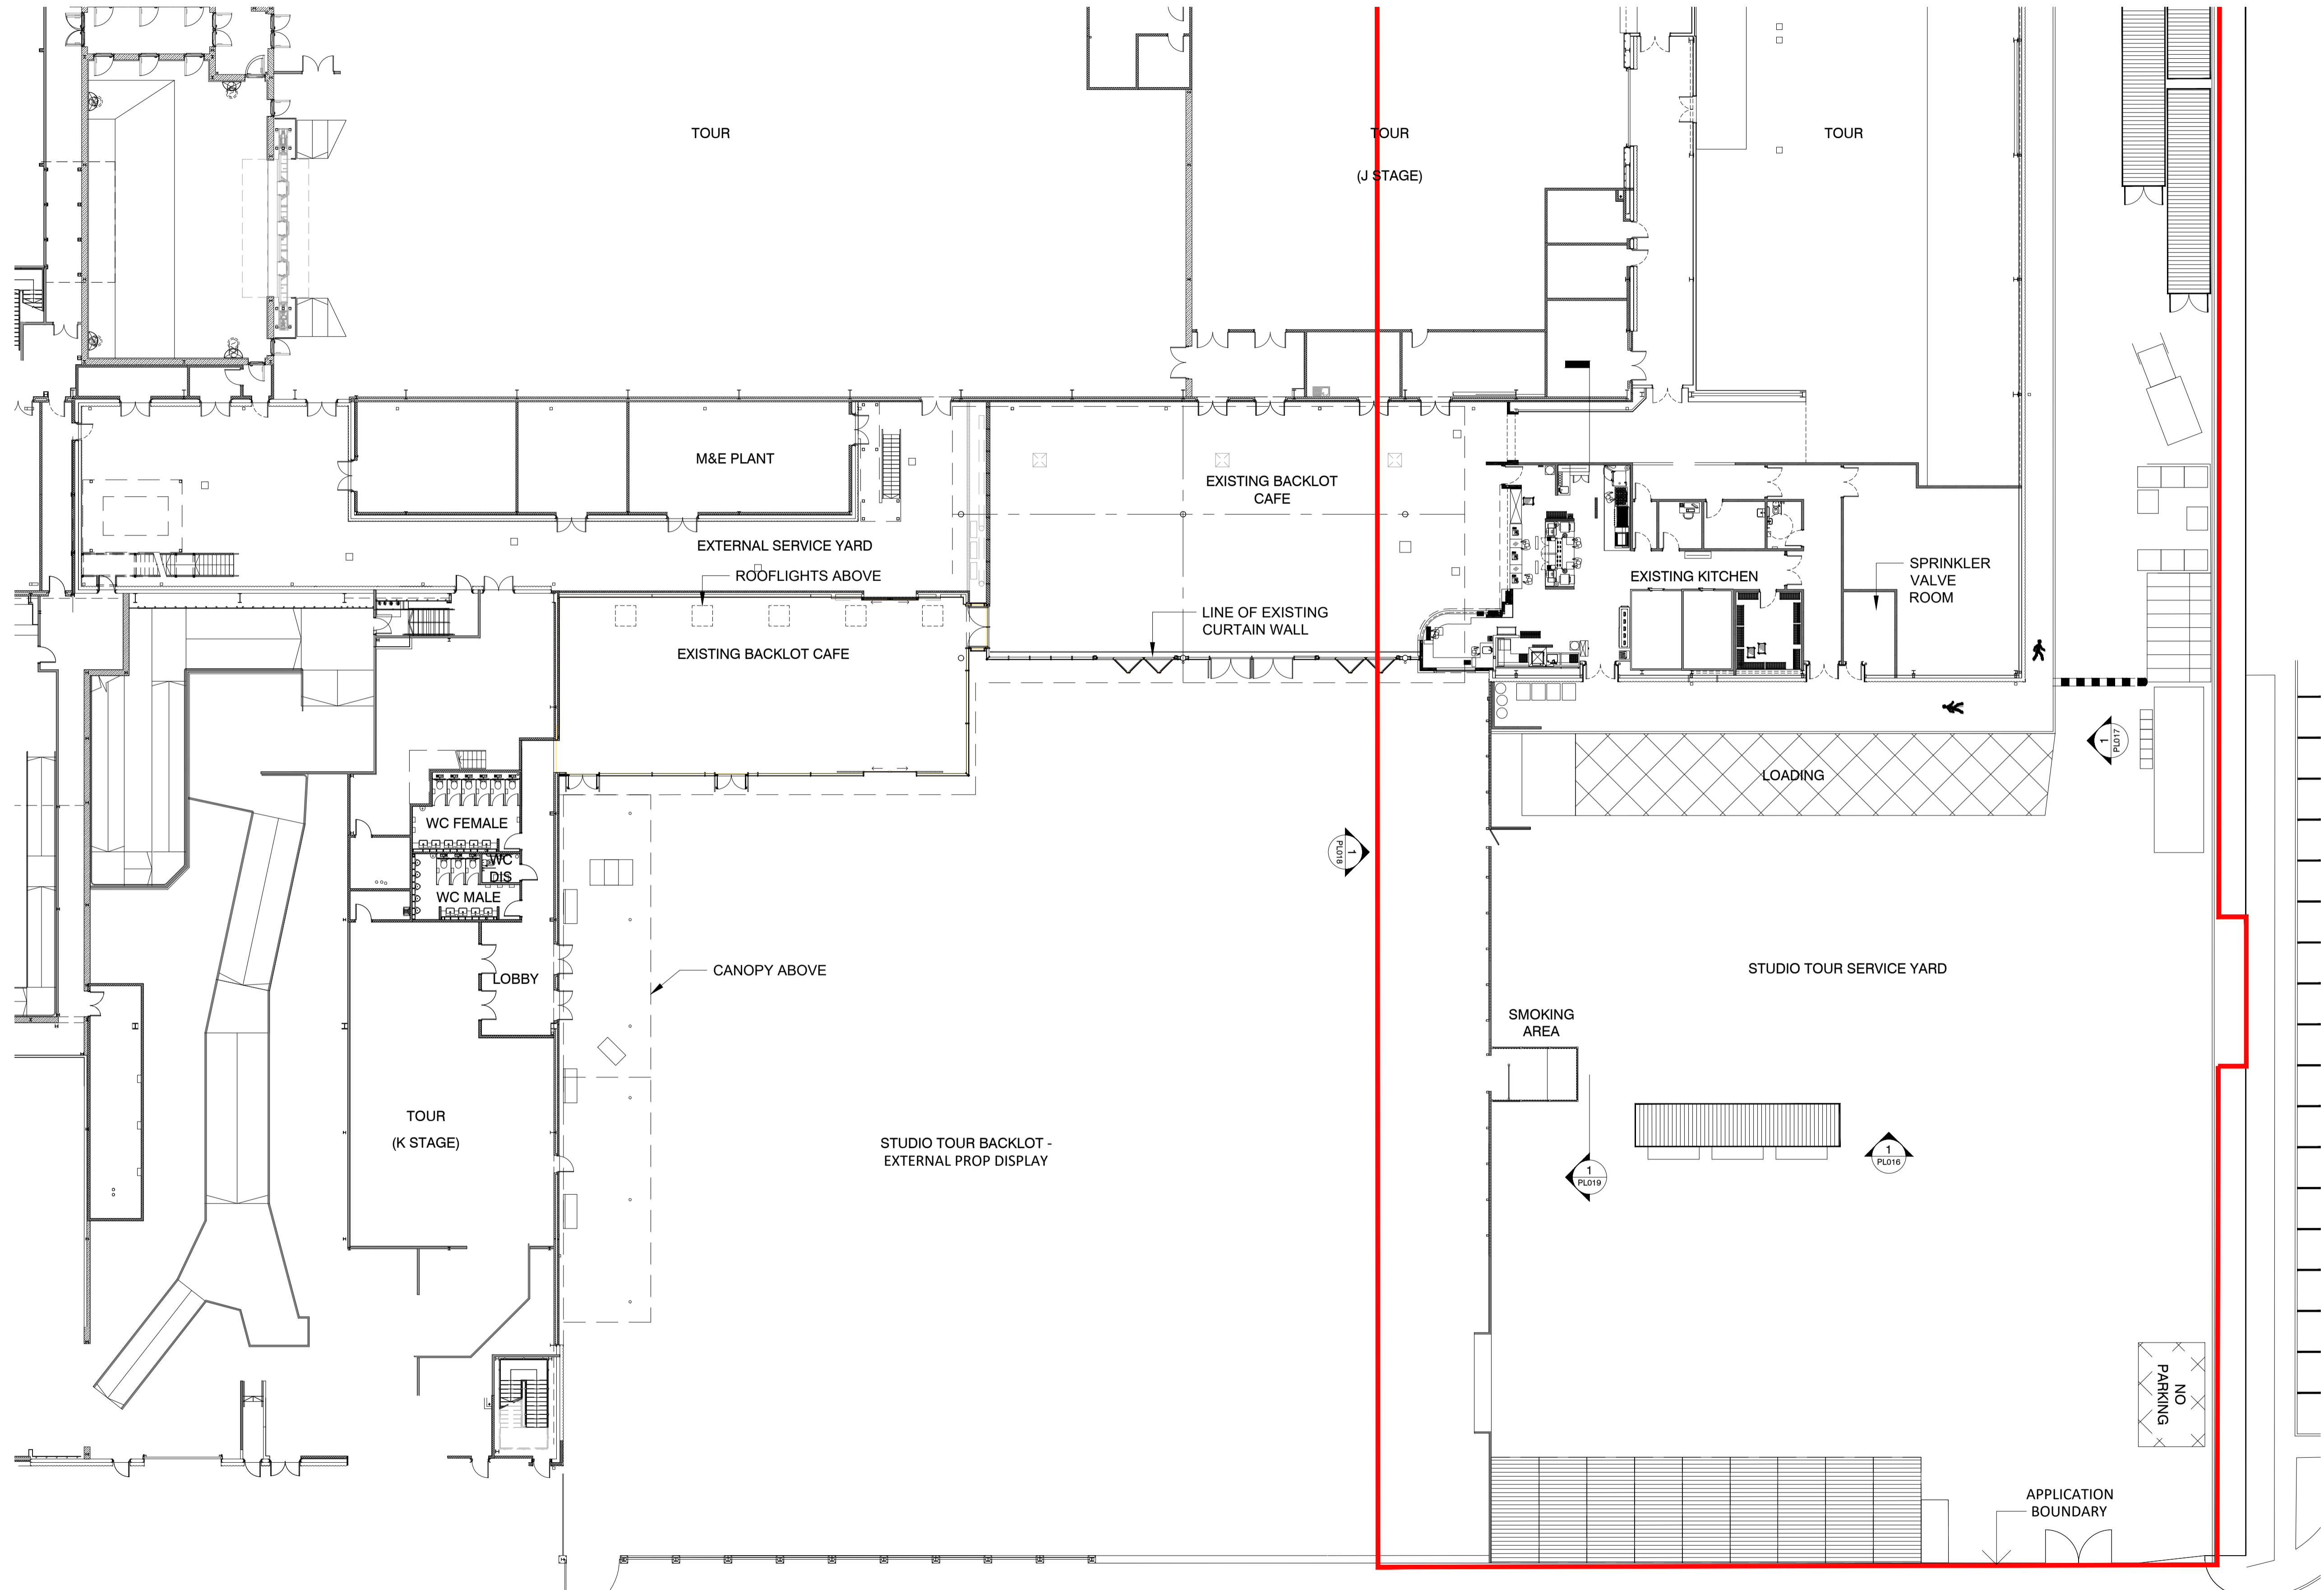 TOUR
TOUR
(J STAGE)
TOUR
M&E PLANT
EXISTING BACKLOT
CAFE
EXTERNAL SERVICE YARD
ROOFLIGHTS ABOVE
EXISTING KITCHEN
SPRINKLER
VALVE
ROOM
LINE OF EXISTING
CURTAIN WALL
EXISTING BACKLOT CAFE
1
PL017
LOADING
WC FEMALE
1
PL018
WC
DIS
WC MALE
LOBBY
CANOPY ABOVE
STUDIO TOUR SERVICE YARD
SMOKING
AREA
TOUR
(K STAGE)
STUDIO TOUR BACKLOT -
EXTERNAL PROP DISPLAY
1
PL016
1
PL019
NO
PARKING
APPLICATION
BOUNDARY